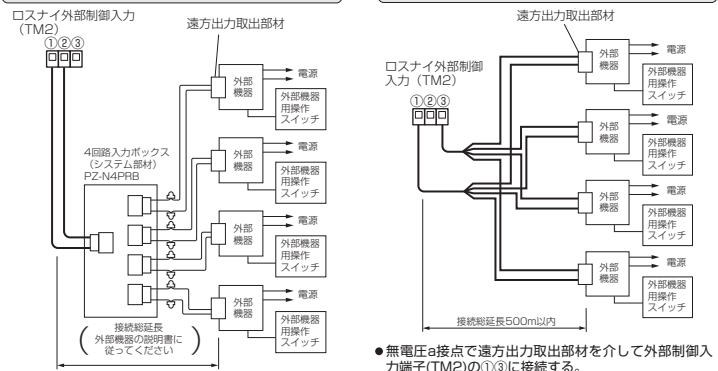 ロスナイ外部制御入力
（TM2）
①②③
遠方出力取出部材
外部
機器
電源
外部機器
用操作
スイッチ
4回路入力ボックス
（システム部材）
PZ-N4PRB
外部
機器
電源
外部機器
用操作
スイッチ
外部
機器
電源
外部機器
用操作
スイッチ
外部
機器
電源
外部機器
用操作
スイッチ
接続総延長
外部機器の説明書に
従ってください
遠方出力取出部材
ロスナイ外部制御
入力（TM2）
①②③
外部
機器
電源
外部機器
用操作
スイッチ
外部
機器
電源
外部機器
用操作
スイッチ
外部
機器
電源
外部機器
用操作
スイッチ
外部
機器
電源
外部機器
用操作
スイッチ
接続総延長500m以内
●無電圧a接点で遠方出力取出部材を介して外部制御入
力端子(TM2)の①③に接続する。